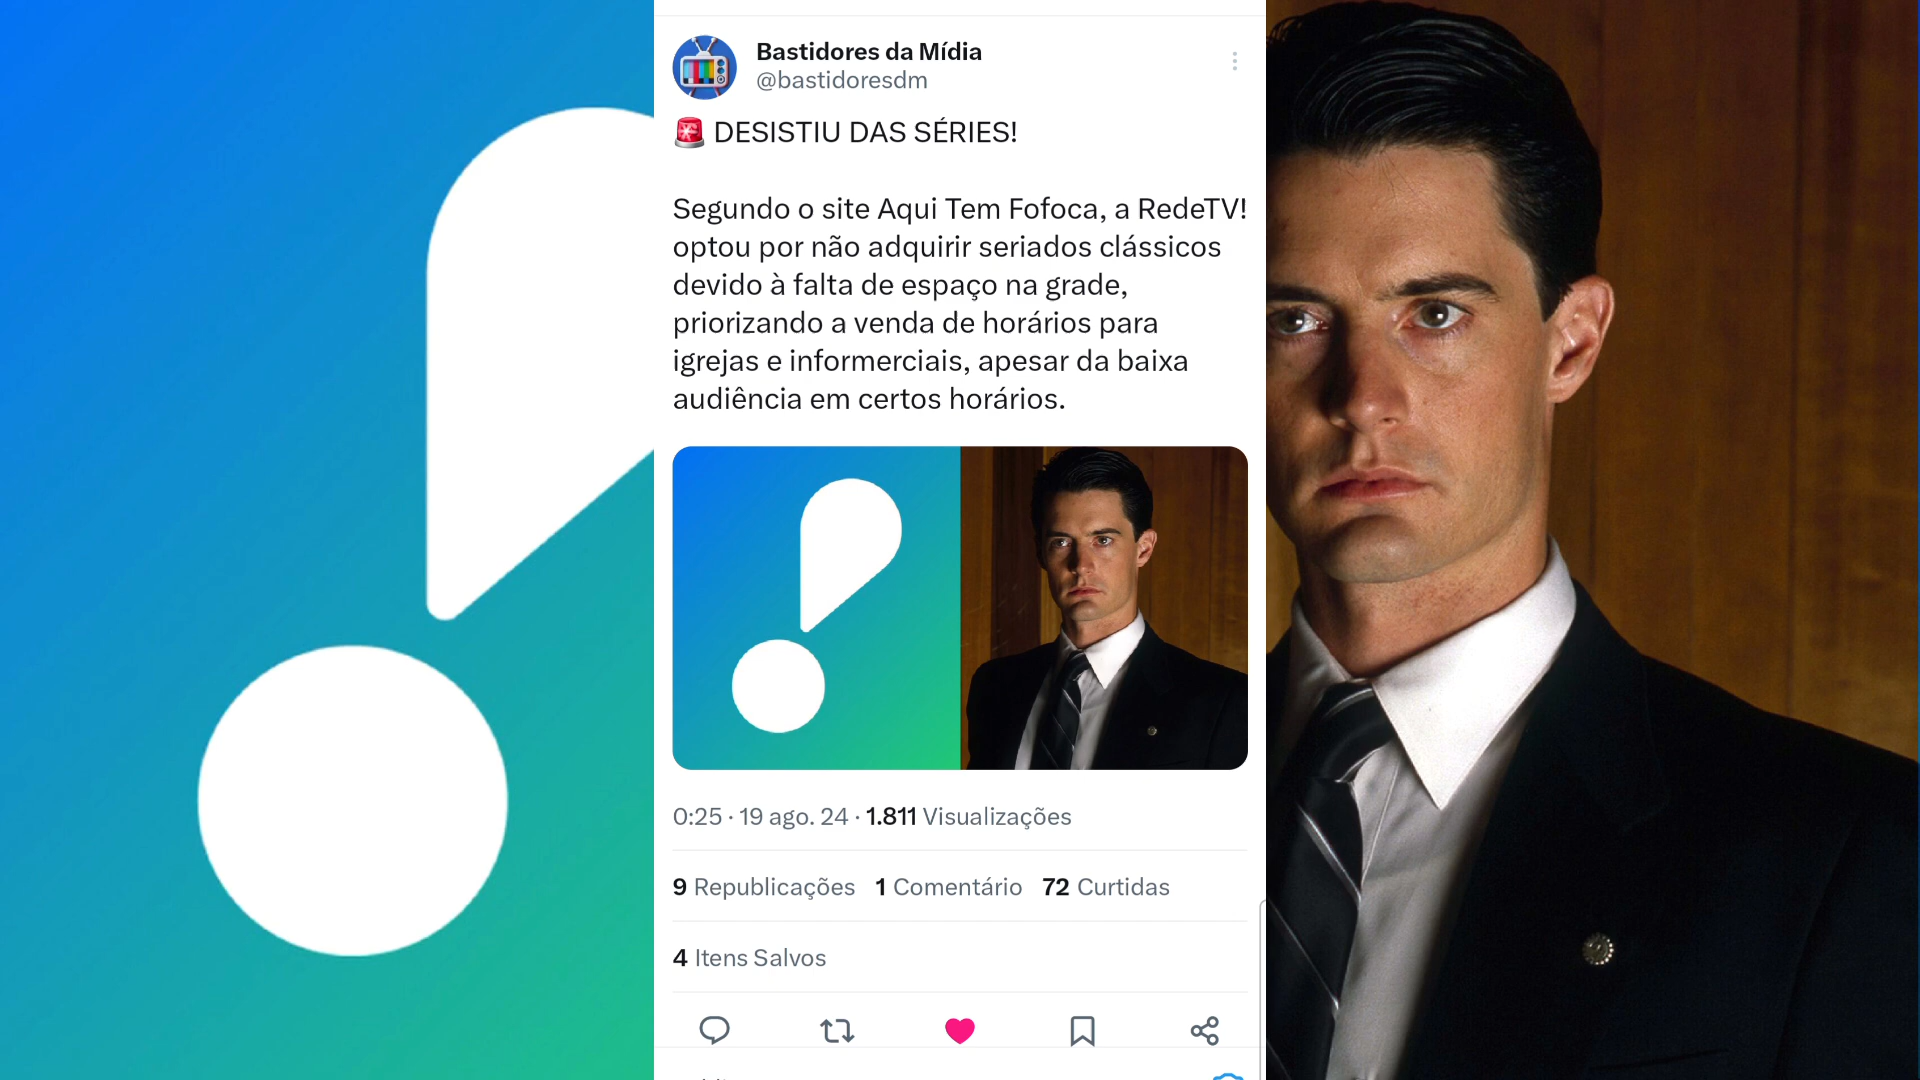 Bastidores da Mídia
@bastidoresdm
🚨 DESISTIU DAS SÉRIES!
Segundo o site Aqui Tem Fofoca, a RedeTV!
optou por não adquirir seriados clássicos
devido à falta de espaço na grade,
priorizando a venda de horários para
igrejas e informerciais, apesar da baixa
audiência em certos horários.
0:25 · 19 ago. 24 · 1.811 Visualizações
9 Republicações 1 Comentário 72 Curtidas
4 Itens Salvos